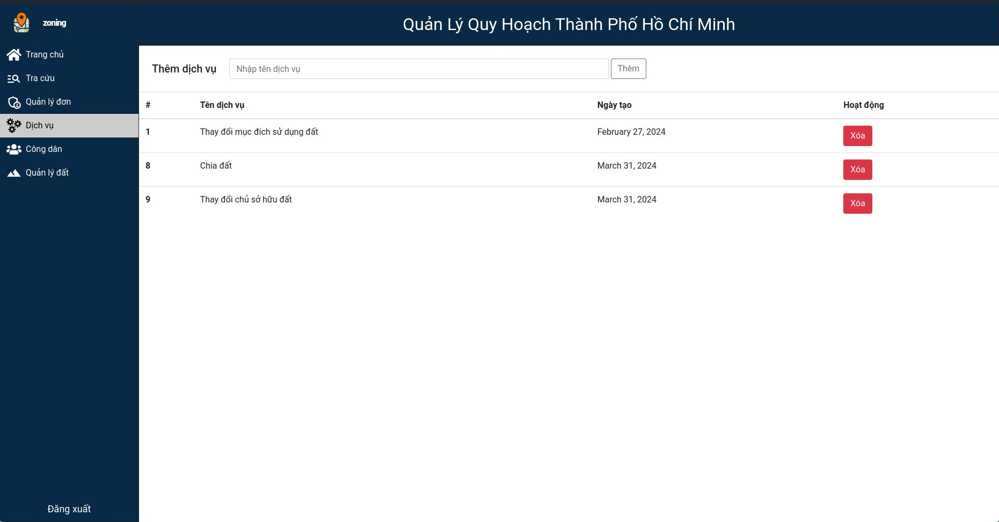 zoning
Quản Lý Quy Hoạch Thành Phố Hồ Chí Minh
Trang chủ
Tra cứu
Quản lý đơn
Dịch vụ
Công dân
Quản lý đất
Đăng xuất
Thêm dịch vụ Nhập tên dịch vụ Thêm
# Tên dịch vụ Ngày tạo Hoạt động
1 Thay đổi mục đích sử dụng đất February 27, 2024 Xóa
8 Chia đất March 31, 2024 Xóa
9 Thay đổi chủ sở hữu đất March 31, 2024 Xóa